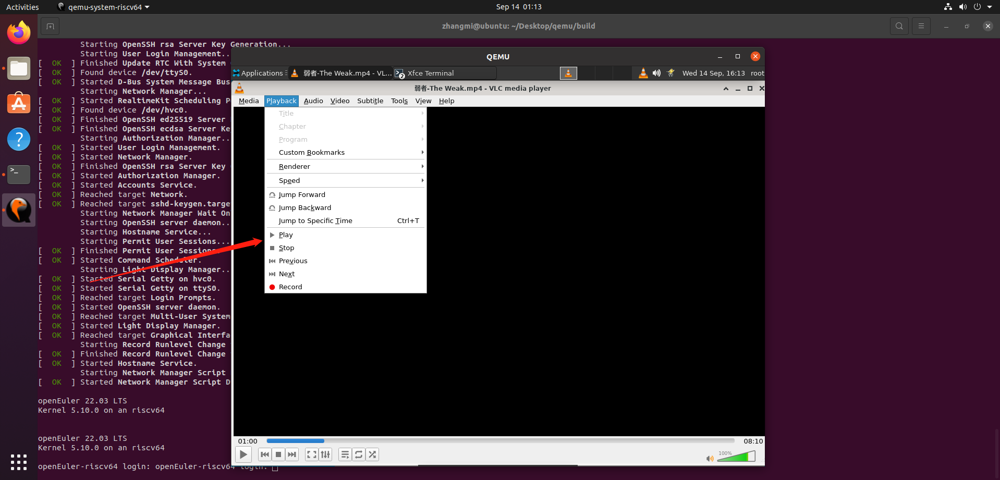 Activities
qemu-system-riscv64
Sep 14 01:13
zhangmi@ubuntu: ~/Desktop/qemu/build
Starting OpenSSH rsa Server Key Generation...
Starting User Login Management..
[ OK ] Finished Update RTC With System
[ OK ] Found device /dev/ttyS0.
[ OK ] Started D-Bus System Message Bus
Starting Network Manager...
[ OK ] Started RealtimeKit Scheduling P
[ OK ] Found device /dev/hvc0.
[ OK ] Finished OpenSSH ed25519 Server
[ OK ] Finished OpenSSH ecdsa Server Ke
Starting Authorization Manager..
[ OK ] Started User Login Management.
[ OK ] Started Network Manager.
[ OK ] Finished OpenSSH rsa Server Key
[ OK ] Started Authorization Manager.
[ OK ] Started Accounts Service.
[ OK ] Reached target Network.
[ OK ] Reached target sshd-keygen.targe
Starting Network Manager Wait On
Starting OpenSSH server daemon..
Starting Hostname Service...
Starting Permit User Sessions...
[ OK ] Finished Permit User Sessions.
[ OK ] Started Command Scheduler.
Starting Light Display Manager..
[ OK ] Started Serial Getty on hvc0.
[ OK ] Started Serial Getty on ttyS0.
[ OK ] Reached target Login Prompts.
[ OK ] Started OpenSSH server daemon.
[ OK ] Reached target Multi-User System
[ OK ] Started Light Display Manager.
[ OK ] Reached target Graphical Interfa
Starting Record Runlevel Change
[ OK ] Finished Record Runlevel Change
[ OK ] Started Hostname Service.
Starting Network Manager Script
[ OK ] Started Network Manager Script D
openEuler 22.03 LTS
Kernel 5.10.0 on an riscv64
openEuler 22.03 LTS
Kernel 5.10.0 on an riscv64
openEuler-riscv64 login: openEuler-riscv64 login:
QEMU
Applications
弱者-The Weak.mp4 - VL...
2
Xfce Terminal
Wed 14 Sep, 16:13
root
弱者-The Weak.mp4 - VLC media player
Media Playback Audio Video Subtitle Tools View Help
Title
Chapter
Program
Custom Bookmarks
Renderer
Speed
Jump Forward
Jump Backward
Jump to Specific Time Ctrl+T
Play
Stop
Previous
Next
Record
01:00
08:10
100%